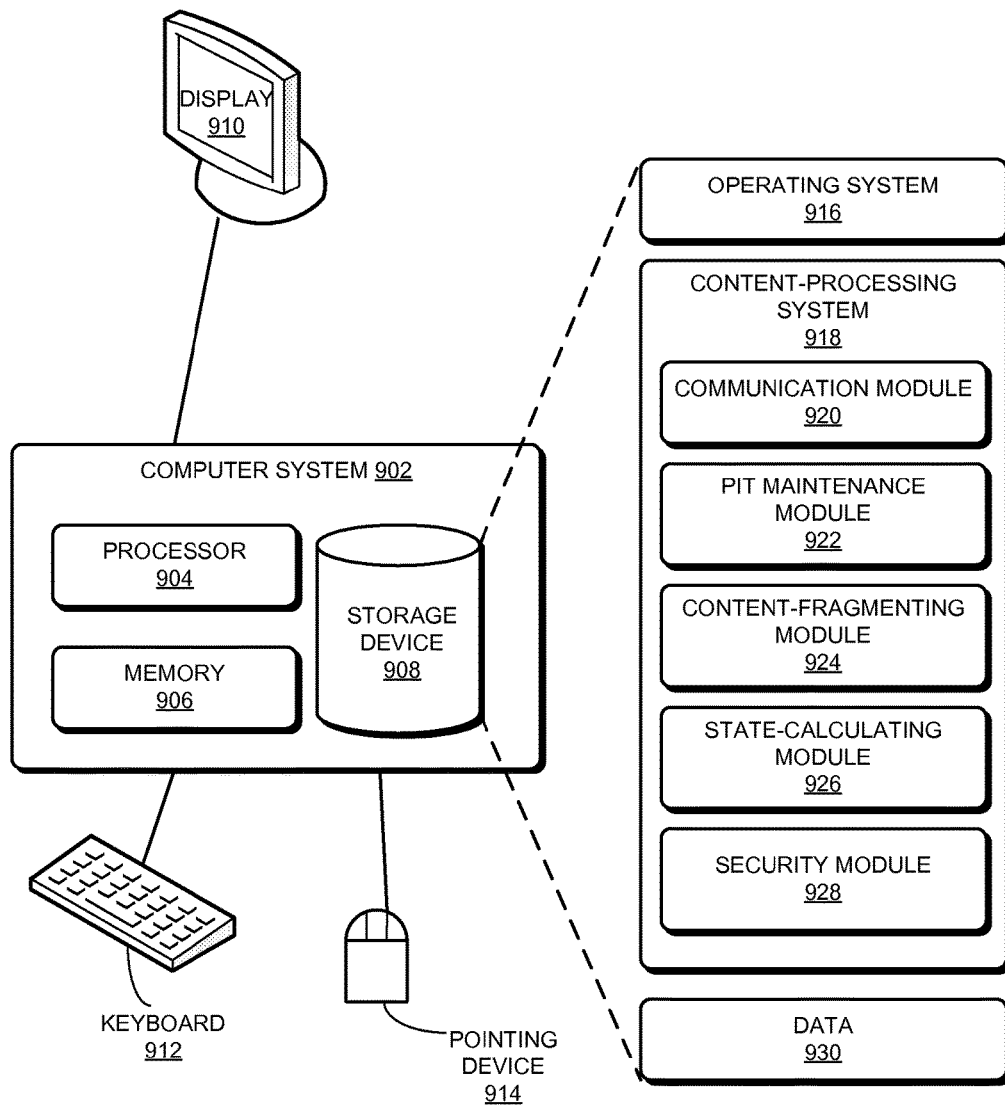 DISPLAY
910
OPERATING SYSTEM
916
CONTENT-PROCESSING
SYSTEM
918
COMMUNICATION MODULE
920
PIT MAINTENANCE
MODULE
922
CONTENT-FRAGMENTING
MODULE
924
STATE-CALCULATING
MODULE
926
SECURITY MODULE
928
DATA
930
COMPUTER SYSTEM 902
PROCESSOR
904
MEMORY
906
STORAGE
DEVICE
908
KEYBOARD
912
POINTING
DEVICE
914